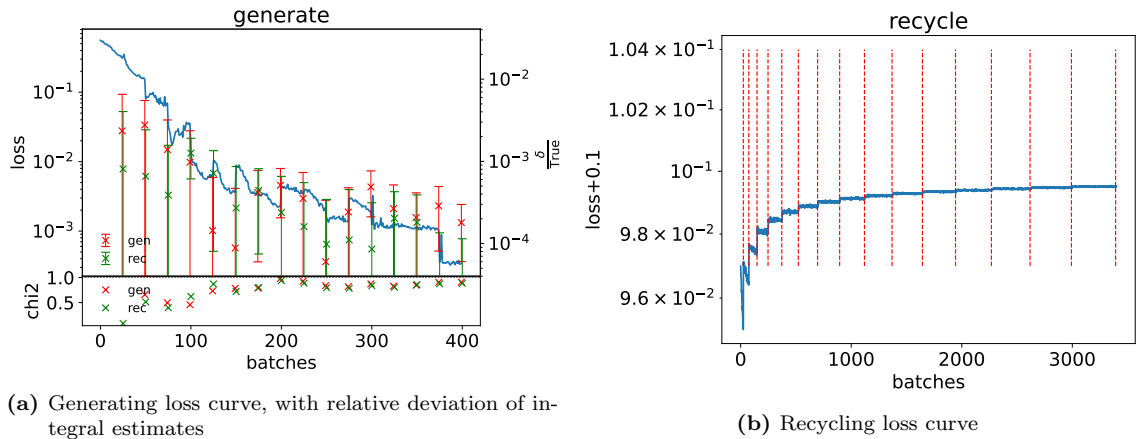 generate
10⁻¹
10⁻²
10⁻³
loss
gen
rec
10⁻²
10⁻³
10⁻⁴
δ
True
1.0
0.5
chi2
gen
rec
0 100 200 300 400
batches
(a) Generating loss curve, with relative deviation of in-
tegral estimates
recycle
1.04 × 10⁻¹
1.02 × 10⁻¹
10⁻¹
9.8 × 10⁻²
9.6 × 10⁻²
loss+0.1
0 1000 2000 3000
batches
(b) Recycling loss curve